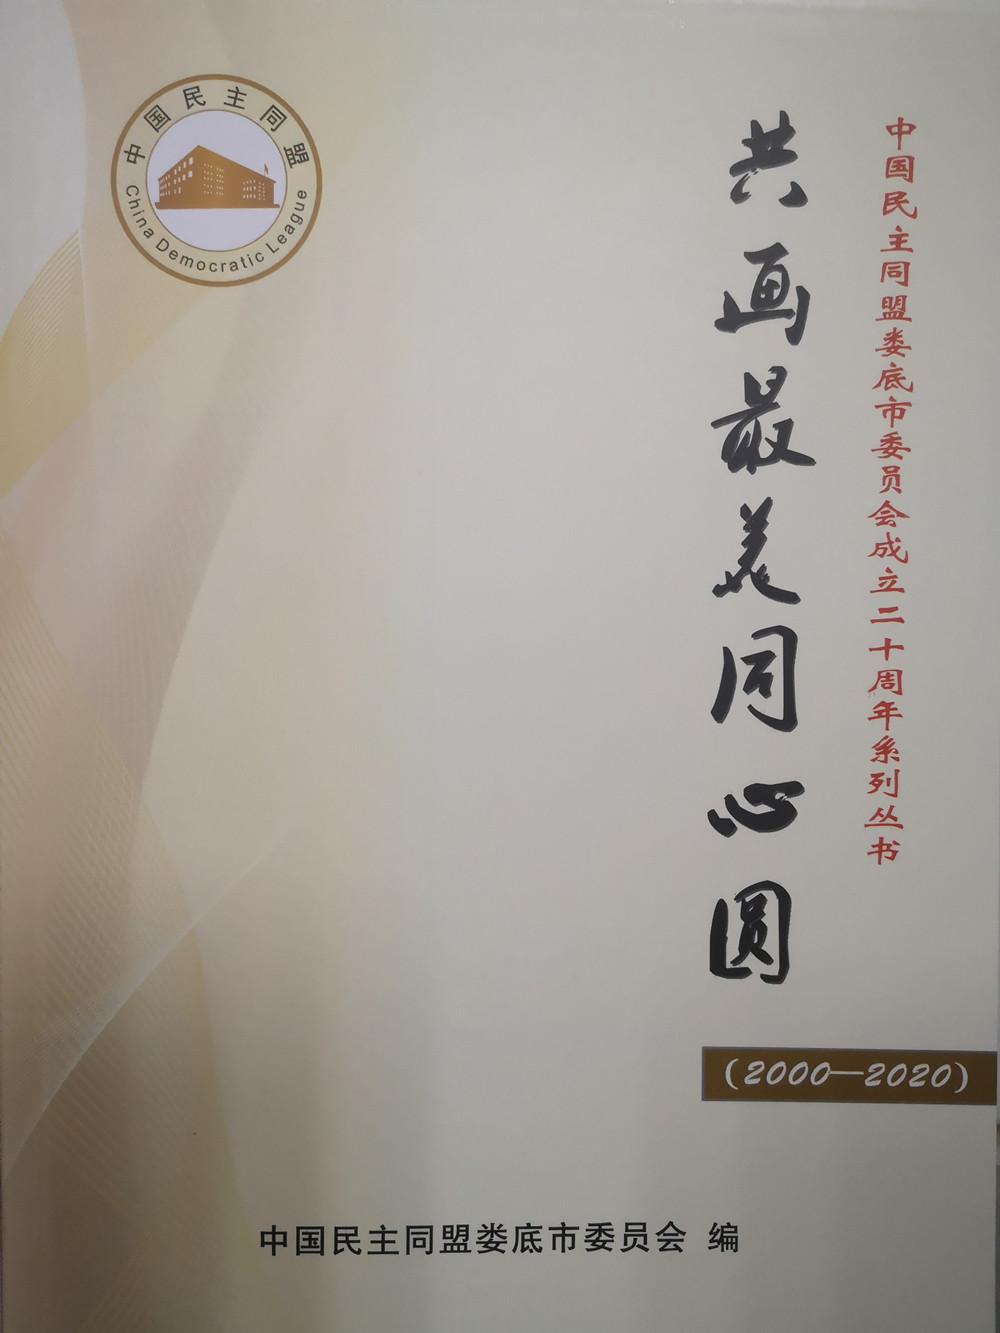 中国民主同盟
China Democratic League
中国民主同盟娄底市委员会成立二十周年系列丛书
共画最美同心圆
(2000—2020)
中国民主同盟娄底市委员会 编